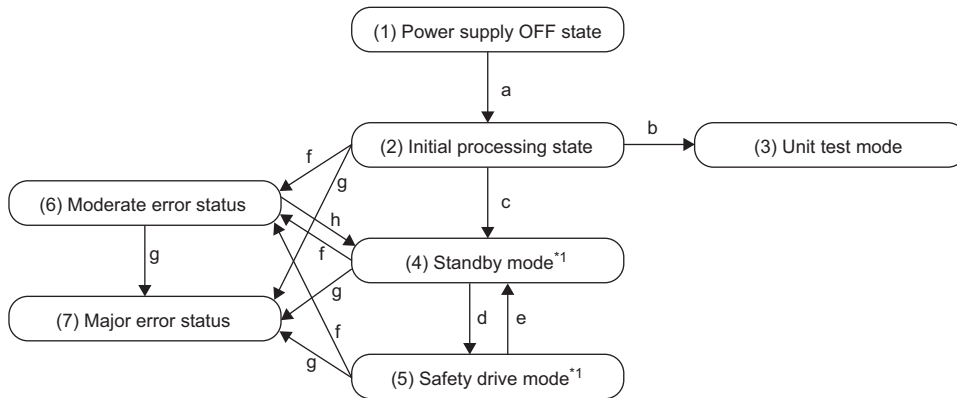 (1) Power supply OFF state
a
(2) Initial processing state
b
(3) Unit test mode
f
g
(6) Moderate error status
h
c
f
(4) Standby mode*1
g
g
(7) Major error status
f
d
e
g
(5) Safety drive mode*1